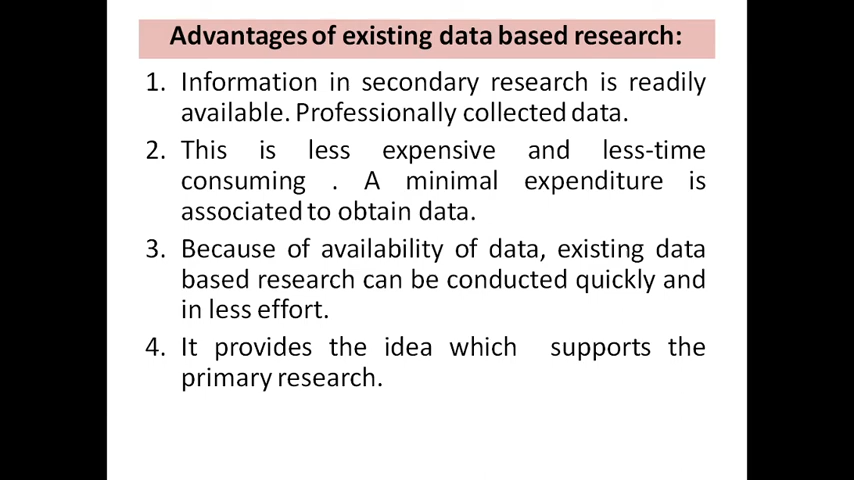 Advantages of existing data based research:
1. Information in secondary research is readily
available. Professionally collected data.
2. This is less expensive and less-time
consuming . A minimal expenditure is
associated to obtain data.
3. Because of availability of data, existing data
based research can be conducted quickly and
in less effort.
4. It provides the idea which supports the
primary research.